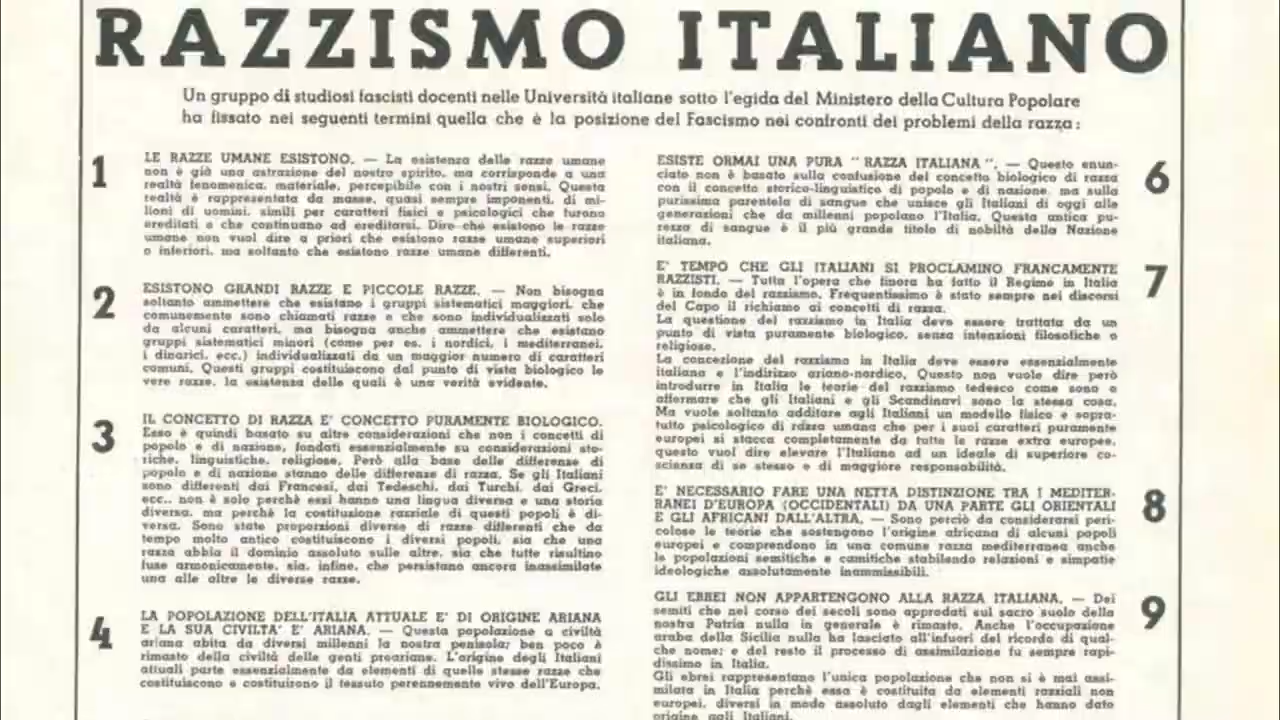 RAZZISMO ITALIANO
Un gruppo di studiosi fascisti docenti nelle Università italiane sotto l'egida del Ministero della Cultura Popolare
ha fissato nei seguenti termini quella che è la posizione del Fascismo nei confronti dei problemi della razza:
1
LE RAZZE UMANE ESISTONO. — La esistenza delle razze umane
non è già una astrazione del nostro spirito, ma corrisponde a una
realtà fenomenica, materiale, percepibile con i nostri sensi. Questa
realtà è rappresentata da masse, quasi sempre imponenti, di mi-
lioni di uomini, simili per caratteri fisici e psicologici che furono
ereditati e che continuano ad ereditarsi. Dire che esistono le razze
umane non vuol dire a priori che esistono razze umane superiori
o inferiori, ma soltanto che esistono razze umane differenti.
2
ESISTONO GRANDI RAZZE E PICCOLE RAZZE. — Non bisogna
soltanto ammettere che esistano i gruppi sistematici maggiori, che
comunemente sono chiamati razze e che sono individualizzati solo
da alcuni caratteri, ma bisogna anche ammettere che esistano
gruppi sistematici minori (come per es. i nordici, i mediterranei,
i dinarici, ecc.) individualizzati da un maggior numero di caratteri
comuni. Questi gruppi costituiscono dal punto di vista biologico le
vere razze, la esistenza delle quali è una verità evidente.
3
IL CONCETTO DI RAZZA E' CONCETTO PURAMENTE BIOLOGICO.
Esso è quindi basato su altre considerazioni che non i concetti di
popolo e di nazione, fondati essenzialmente su considerazioni sto-
riche, linguistiche, religiose. Però alla base delle differenze di
popolo e di nazione stanno delle differenze di razza. Se gli Italiani
sono differenti dai Francesi, dai Tedeschi, dai Turchi, dai Greci,
ecc., non è solo perchè essi hanno una lingua diversa e una storia
diversa, ma perchè la costituzione razziale di questi popoli è di-
versa. Sono state proporzioni diverse di razze differenti che da
tempo molto antico costituiscono i diversi popoli, sia che una
razza abbia il dominio assoluto sulle altre, sia che tutte risultino
fuse armonicamente, sia, infine, che persistano ancora inassimilate
una alle altre le diverse razze.
4
LA POPOLAZIONE DELL'ITALIA ATTUALE E' DI ORIGINE ARIANA
E LA SUA CIVILTA' E' ARIANA. — Questa popolazione a civiltà
ariana abita da diversi millenni la nostra penisola; ben poco è
rimasto della civiltà delle genti preariane. L'origine degli Italiani
attuali parte essenzialmente da elementi di quelle stesse razze che
costituiscono e costituirono il tessuto perennemente vivo dell'Europa.
6
ESISTE ORMAI UNA PURA " RAZZA ITALIANA ". — Questo enun-
ciato non è basato sulla confusione del concetto biologico di razza
con il concetto storico-linguistico di popolo e di nazione, ma sulla
purissima parentela di sangue che unisce gli Italiani di oggi alle
generazioni che da millenni popolano l'Italia. Questa antica pu-
rezza di sangue è il più grande titolo di nobiltà della Nazione
italiana.
7
E' TEMPO CHE GLI ITALIANI SI PROCLAMINO FRANCAMENTE
RAZZISTI. — Tutta l'opera che finora ha fatto il Regime in Italia
è in fondo del razzismo. Frequentissimo è stato sempre nei discorsi
del Capo il richiamo ai concetti di razza.
La questione del razzismo in Italia deve essere trattata da un
punto di vista puramente biologico, senza intenzioni filosofiche o
religiose.
La concezione del razzismo in Italia deve essere essenzialmente
italiana e l'indirizzo ariano-nordico. Questo non vuole dire però
introdurre in Italia le teorie del razzismo tedesco come sono o
affermare che gli Italiani e gli Scandinavi sono la stessa cosa.
Ma vuole soltanto additare agli Italiani un modello fisico e sopra-
tutto psicologico di razza umana che per i suoi caratteri puramente
europei si stacca completamente da tutte le razze extra europee,
questo vuol dire elevare l'Italiano ad un ideale di superiore co-
scienza di se stesso e di maggiore responsabilità.
8
E' NECESSARIO FARE UNA NETTA DISTINZIONE TRA I MEDITER-
RANEI D'EUROPA (OCCIDENTALI) DA UNA PARTE GLI ORIENTALI
E GLI AFRICANI DALL'ALTRA. — Sono perciò da considerarsi peri-
colose le teorie che sostengono l'origine africana di alcuni popoli
europei e comprendono in una comune razza mediterranea anche
le popolazioni semitiche e camitiche stabilendo relazioni e simpatie
ideologiche assolutamente inammissibili.
9
GLI EBREI NON APPARTENGONO ALLA RAZZA ITALIANA. — Dei
semiti che nel corso dei secoli sono approdati sul sacro suolo della
nostra Patria nulla in generale è rimasto. Anche l'occupazione
araba della Sicilia nulla ha lasciato all'infuori del ricordo di qual-
che nome; e del resto il processo di assimilazione fu sempre rapi-
dissimo in Italia.
Gli ebrei rappresentano l'unica popolazione che non si è mai assi-
milata in Italia perchè essa è costituita da elementi razziali non
europei, diversi in modo assoluto dagli elementi che hanno dato
origine agli Italiani.